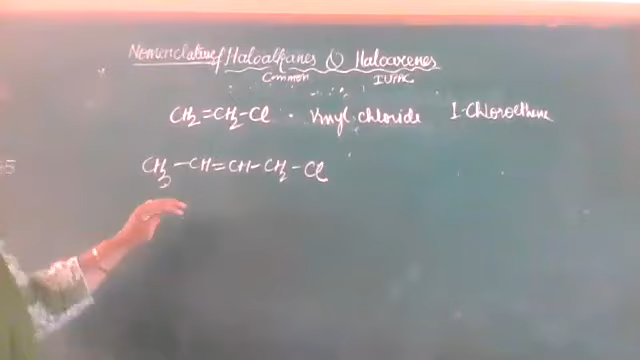 Nomenclature of Haloalkanes & Haloarenes
Common IUPAC
CH₂=CH₂-Cl . Vinyl chloride 1-Chloroethene
CH₃-CH=CH-CH₂-Cl